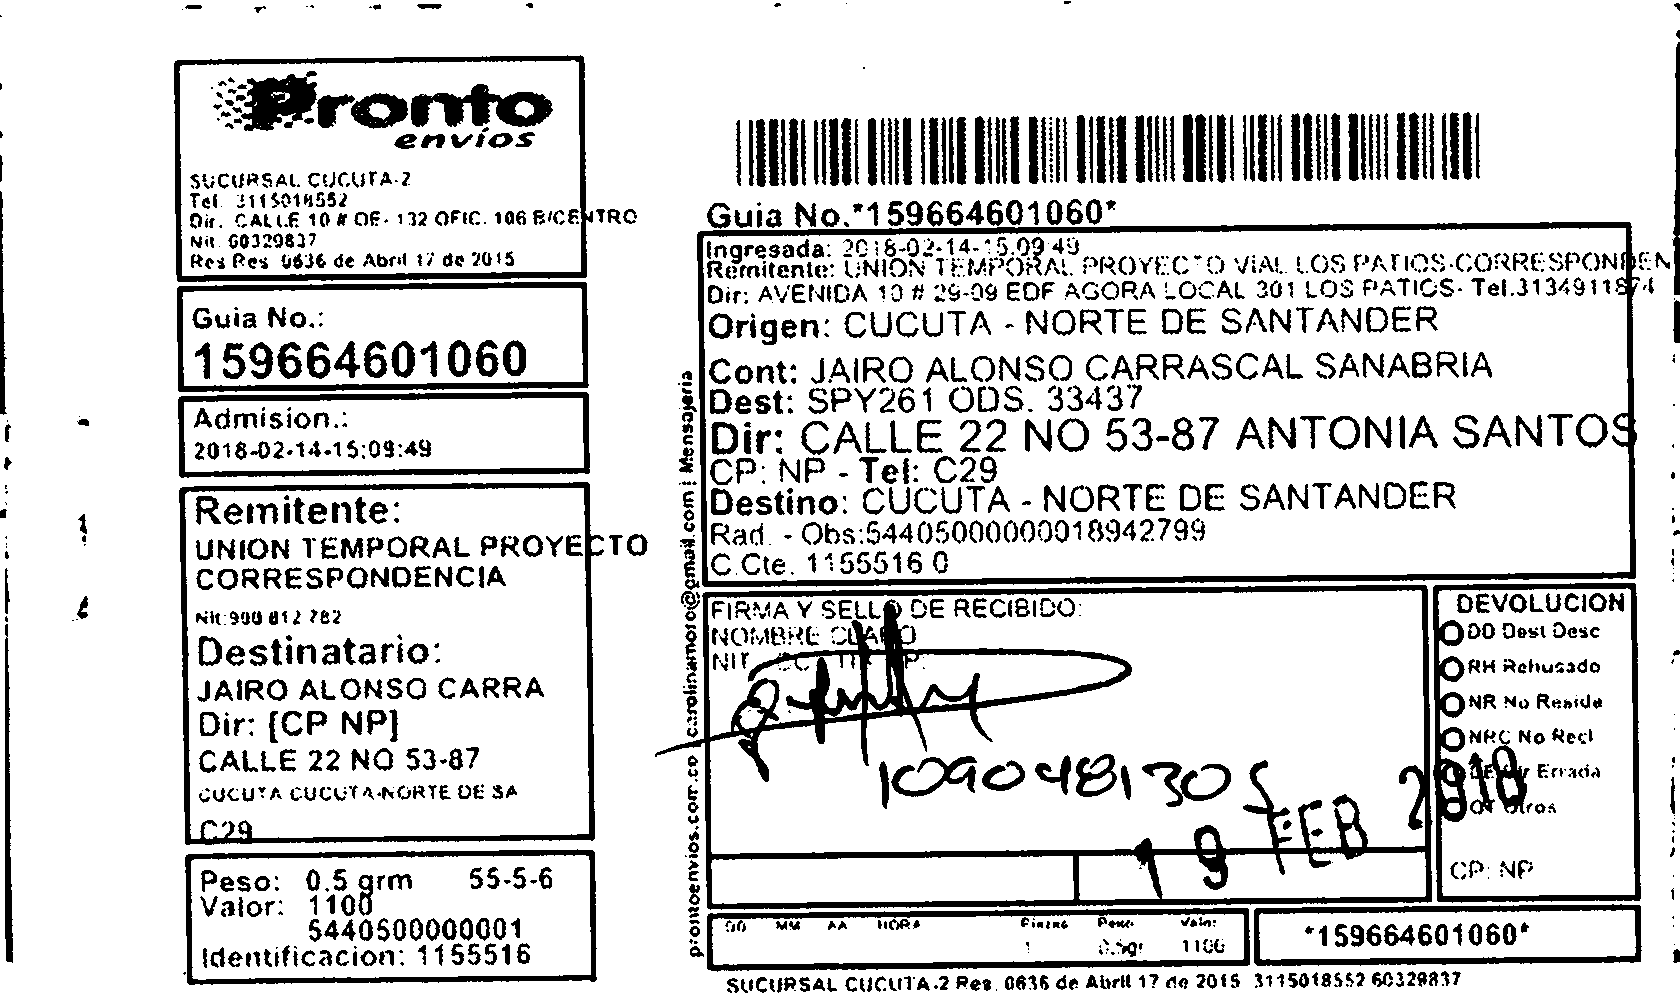 Pronto
envíos
SUCURSAL CUCUTA-2
Tel: 3115018552
Dir. CALLE 10 # OE- 132 OFIC. 106 B/CENTRO
Nit. 60329837
Res Res 0636 de Abril 17 de 2015
Guia No.:
159664601060
Admision.:
2018-02-14-15:09:49
Remitente:
UNION TEMPORAL PROYECTO
CORRESPONDENCIA
Nit:900 812 782
Destinatario:
JAIRO ALONSO CARRA
Dir: [CP NP]
CALLE 22 NO 53-87
CUCUTA CUCUTA-NORTE DE SA
C29
Peso: 0.5 grm 55-5-6
Valor: 1100
5440500000001
Identificacion: 1155516
prontoenvios.com.co carolinamoro@gmail.com | Mensajeria
Guia No.*159664601060*
Ingresada: 2018-02-14-15:09:49
Remitente: UNION TEMPORAL PROYECTO VIAL LOS PATIOS-CORRESPONDEN
Dir: AVENIDA 10 # 29-09 EDF AGORA LOCAL 301 LOS PATIOS- Tel.3134911874
Origen: CUCUTA - NORTE DE SANTANDER
Cont: JAIRO ALONSO CARRASCAL SANABRIA
Dest: SPY261 ODS. 33437
Dir: CALLE 22 NO 53-87 ANTONIA SANTOS
CP: NP - Tel: C29
Destino: CUCUTA - NORTE DE SANTANDER
Rad. - Obs:54405000000018942799
C.Cte. 1155516 0
FIRMA Y SELLO DE RECIBIDO:
NOMBRE CLARO
NIT
1090481305
19 FEB 2018
DEVOLUCION
DD Dest Desc
RH Rehusado
NR No Reside
NRC No Recl
DE Dir Errada
OT Otros
CP: NP
DD MM AA HORA Piezas Peso Valor
1 0.5gr 1100
*159664601060*
SUCURSAL CUCUTA-2 Res. 0636 de Abril 17 de 2015 3115018552 60329837